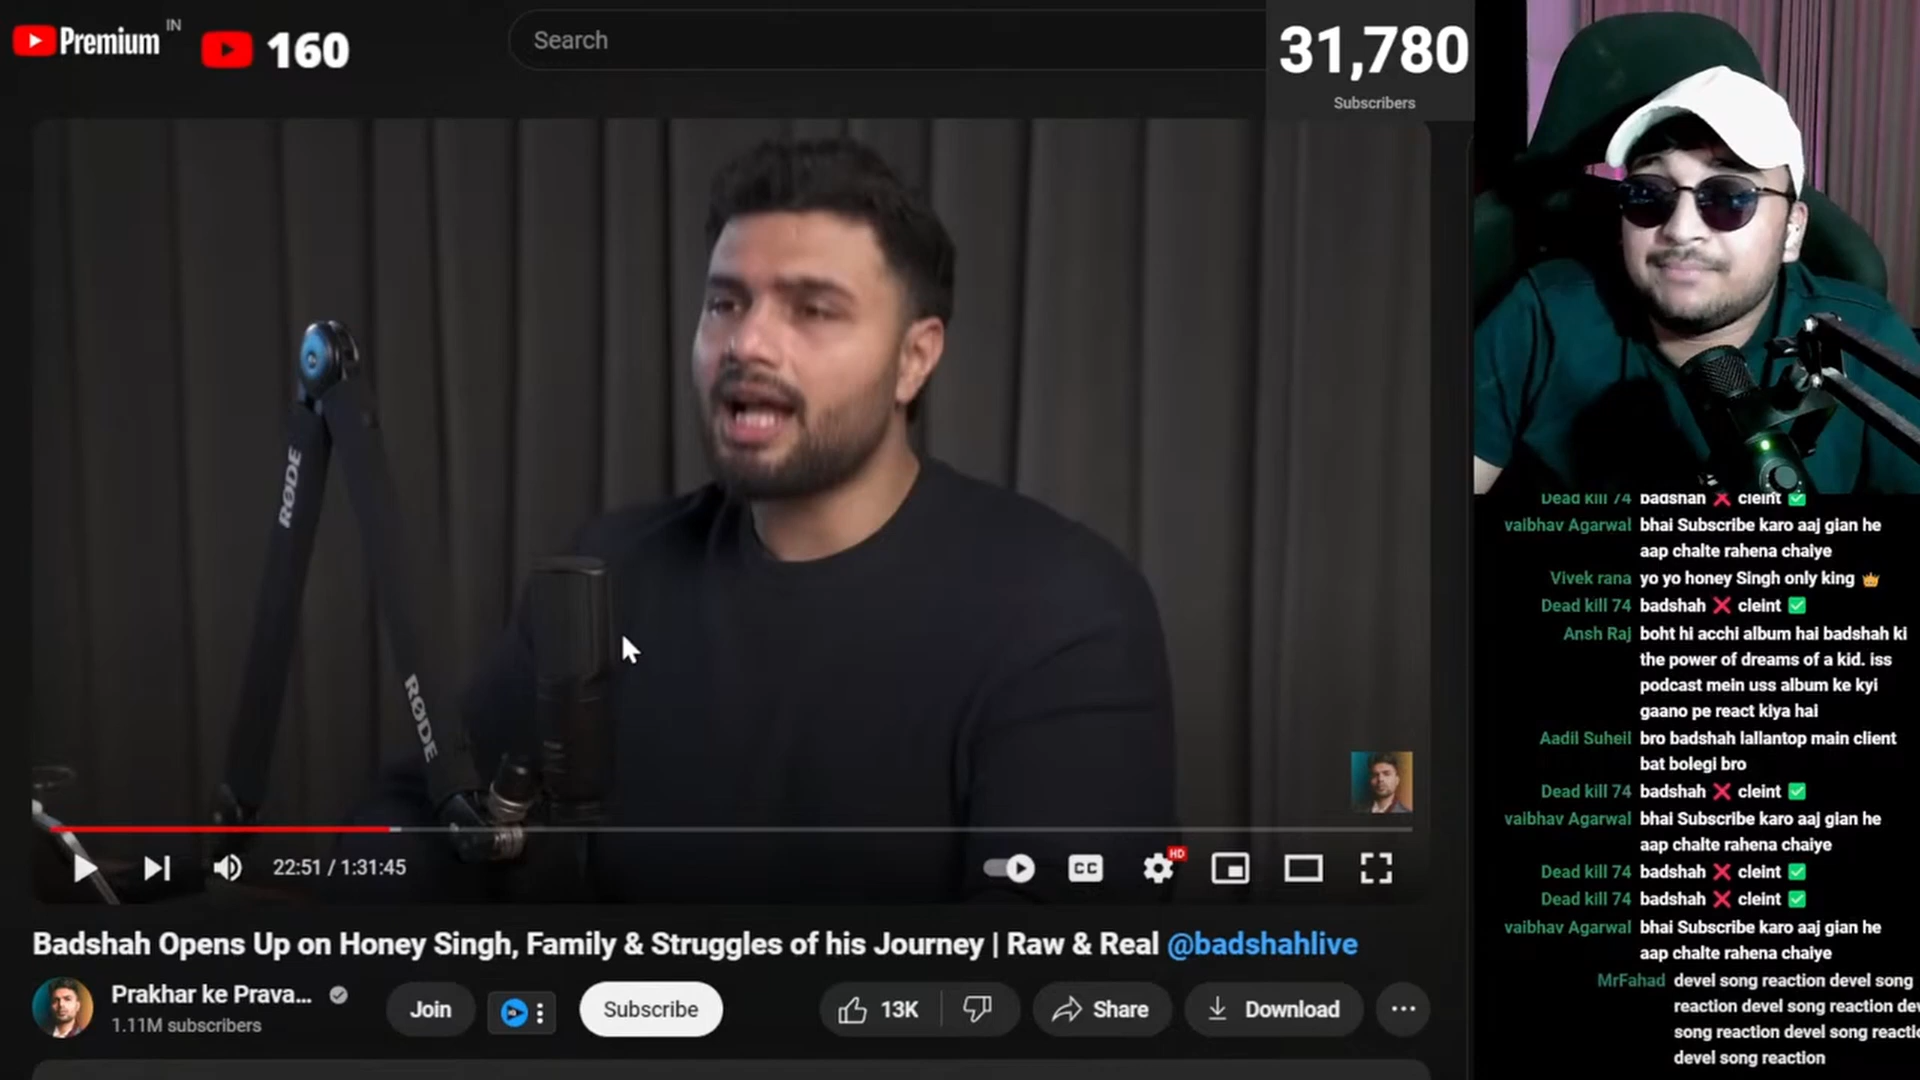 Premium IN
160
Search
31,780
Subscribers
RØDE
RØDE
22:51 / 1:31:45
CC
HD
Badshah Opens Up on Honey Singh, Family & Struggles of his Journey | Raw & Real @badshahlive
Prakhar ke Prava...
1.11M subscribers
Join
Subscribe
13K
Share
Download
Dead kill 74 badshah ❌ cleint ✅
vaibhav Agarwal bhai Subscribe karo aaj gian he
aap chalte rahena chaiye
Vivek rana yo yo honey Singh only king 👑
Dead kill 74 badshah ❌ cleint ✅
Ansh Raj boht hi acchi album hai badshah ki
the power of dreams of a kid. iss
podcast mein uss album ke kyi
gaano pe react kiya hai
Aadil Suheil bro badshah lallantop main client
bat bolegi bro
Dead kill 74 badshah ❌ cleint ✅
vaibhav Agarwal bhai Subscribe karo aaj gian he
aap chalte rahena chaiye
Dead kill 74 badshah ❌ cleint ✅
Dead kill 74 badshah ❌ cleint ✅
vaibhav Agarwal bhai Subscribe karo aaj gian he
aap chalte rahena chaiye
MrFahad devel song reaction devel song
reaction devel song reaction
song reaction devel song
devel song reaction